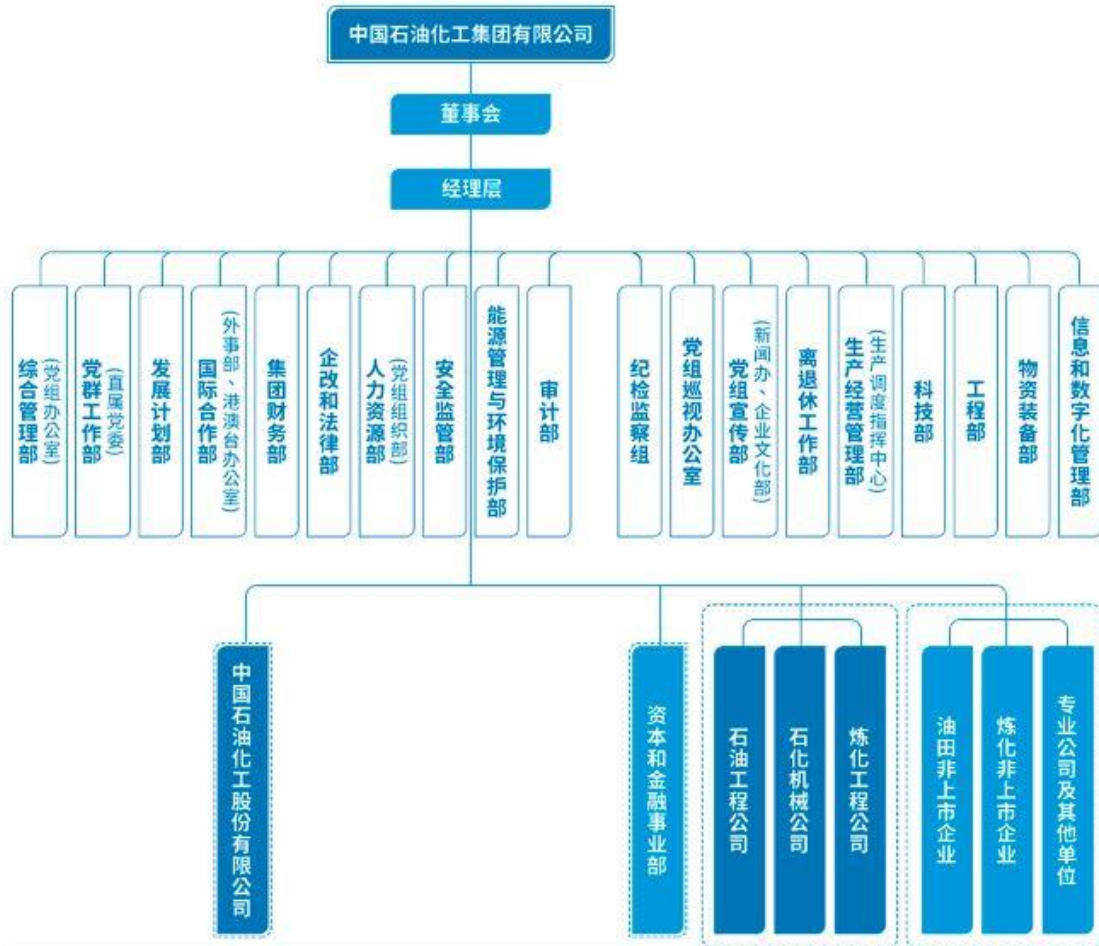 中国石油化工集团有限公司
董事会
经理层
综合管理部
(党组办公室)
党群工作部
(直属党委)
发展计划部
国际合作部
(外事部、港澳台办公室)
集团财务部
企改和法律部
人力资源部
(党组组织部)
安全监管部
能源管理与环境保护部
审计部
纪检监察组
党组巡视办公室
党组宣传部
(新闻办、企业文化部)
离退休工作部
生产经营管理部
(生产调度指挥中心)
科技部
工程部
物资装备部
信息和数字化管理部
中国石油化工股份有限公司
资本和金融事业部
石油工程公司
石化机械公司
炼化工程公司
油田非上市企业
炼化非上市企业
专业公司及其他单位